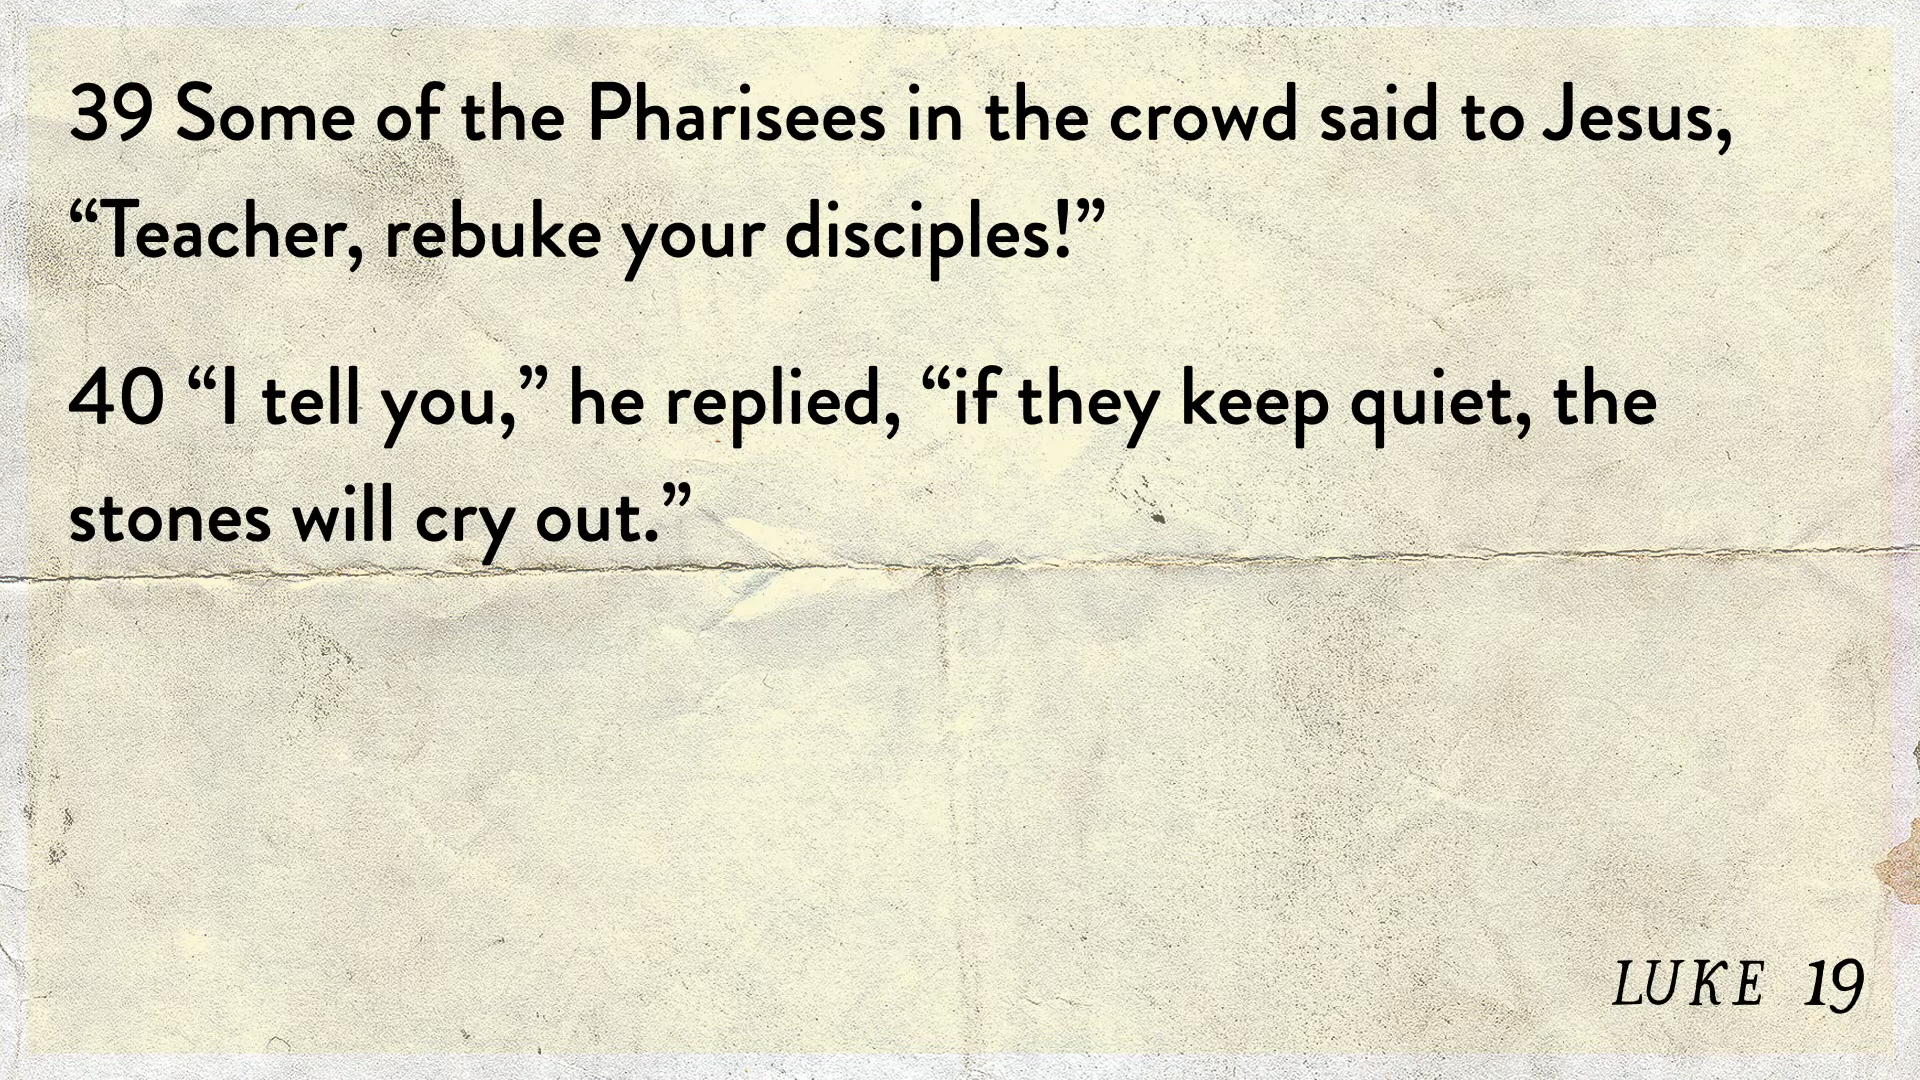 39 Some of the Pharisees in the crowd said to Jesus,
“Teacher, rebuke your disciples!”
40 “I tell you,” he replied, “if they keep quiet, the
stones will cry out.”
LUKE 19